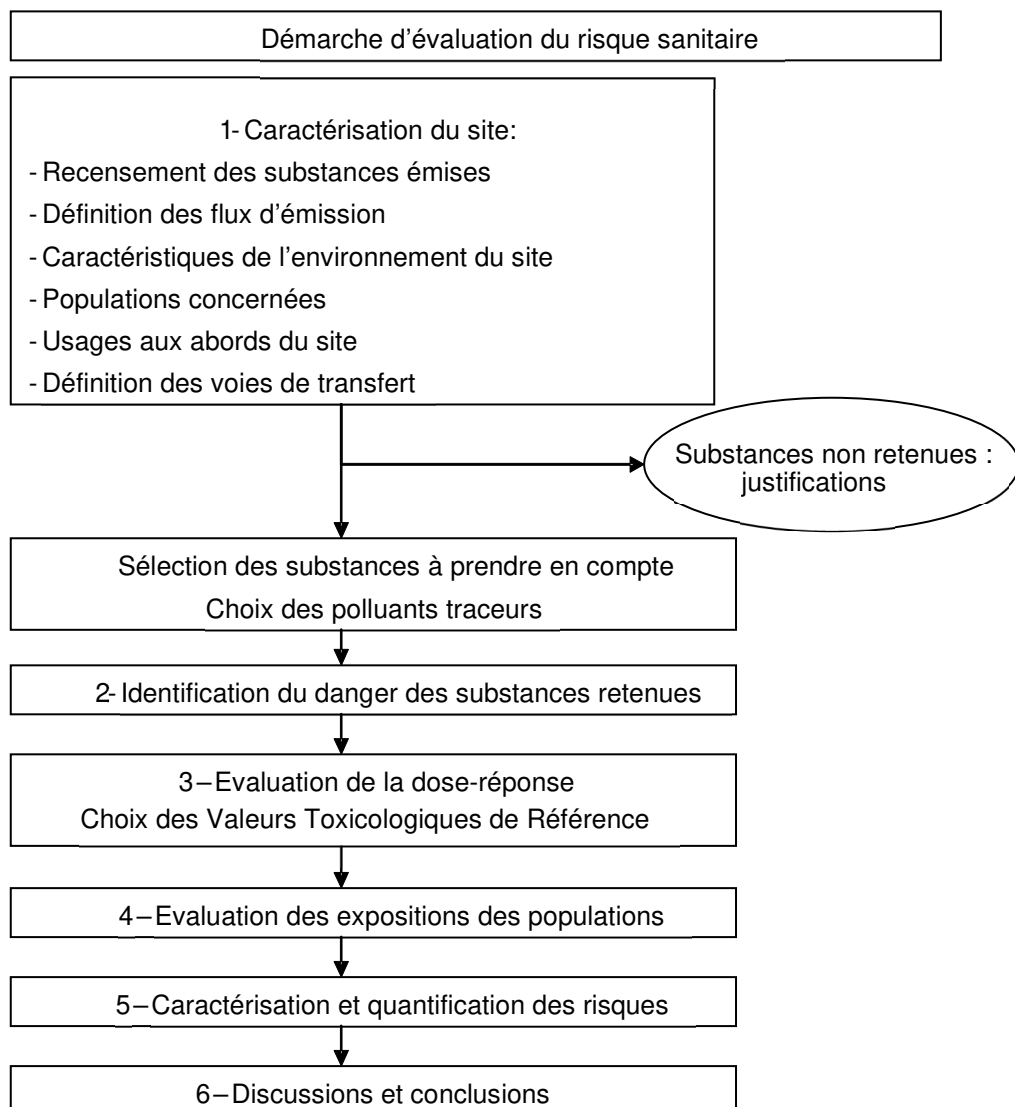 Démarche d'évaluation du risque sanitaire
1- Caractérisation du site:
- Recensement des substances émises
- Définition des flux d'émission
- Caractéristiques de l'environnement du site
- Populations concernées
- Usages aux abords du site
- Définition des voies de transfert
Substances non retenues :
justifications
Sélection des substances à prendre en compte
Choix des polluants traceurs
2- Identification du danger des substances retenues
3–Evaluation de la dose-réponse
Choix des Valeurs Toxicologiques de Référence
4–Evaluation des expositions des populations
5–Caractérisation et quantification des risques
6–Discussions et conclusions